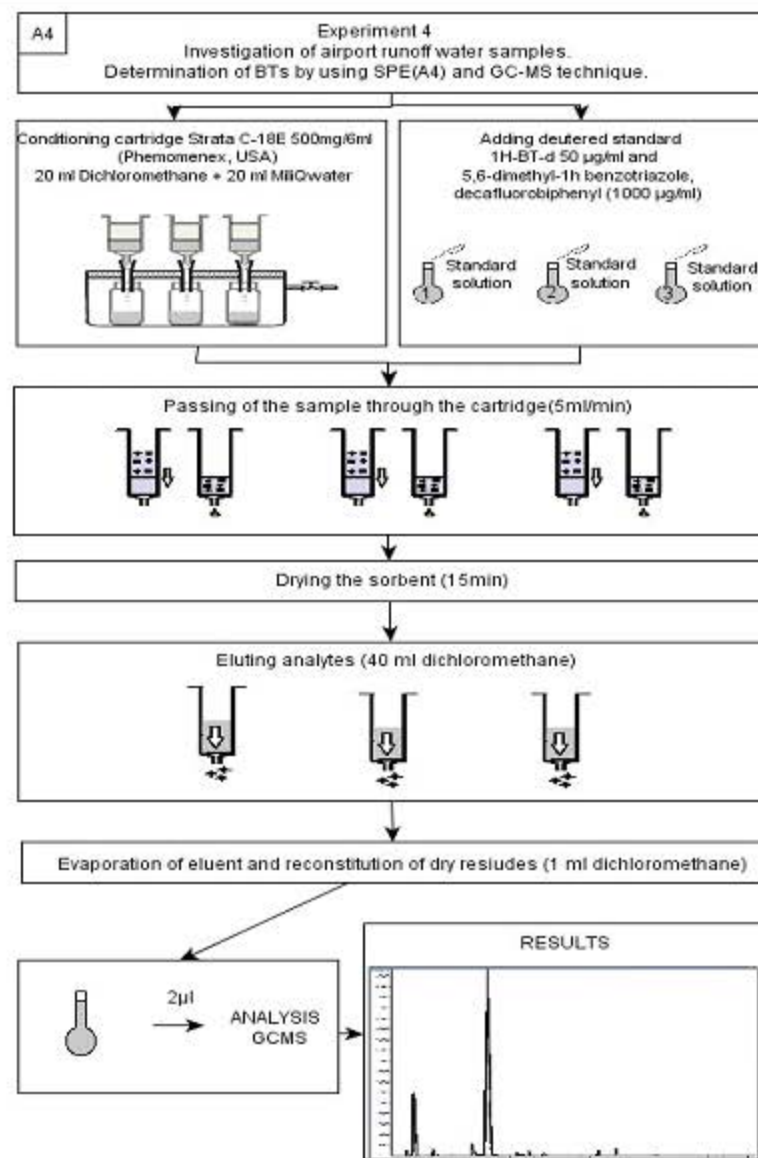 A4
Experiment 4
Investigation of airport runoff water samples.
Determination of BTs by using SPE(A4) and GC-MS technique.
Conditioning cartridge Strata C-18E 500mg/6ml
(Phemomenex, USA)
20 ml Dichloromethane + 20 ml MiliQwater
Adding deutered standard
1H-BT-d 50 µg/ml and
5,6-dimethyl-1h benzotriazole,
decafluorobiphenyl (1000 µg/ml)
1
Standard
solution
2
Standard
solution
3
Standard
solution
Passing of the sample through the cartridge(5ml/min)
Drying the sorbent (15min)
Eluting analytes (40 ml dichloromethane)
Evaporation of eluent and reconstitution of dry resiudes (1 ml dichloromethane)
2µl
ANALYSIS
GCMS
RESULTS